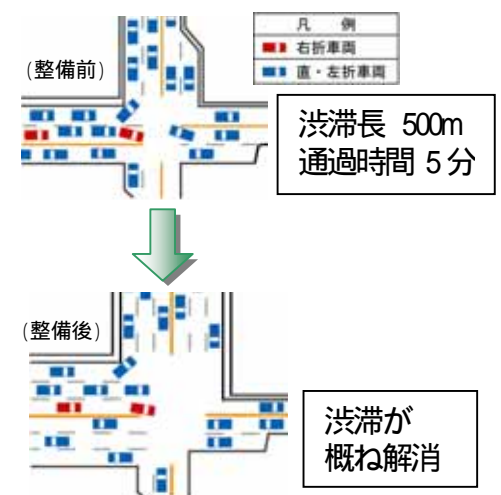 凡 例
右折車両
直・左折車両
(整備前)
渋滞長 500m
通過時間 5分
(整備後)
渋滞が
概ね解消